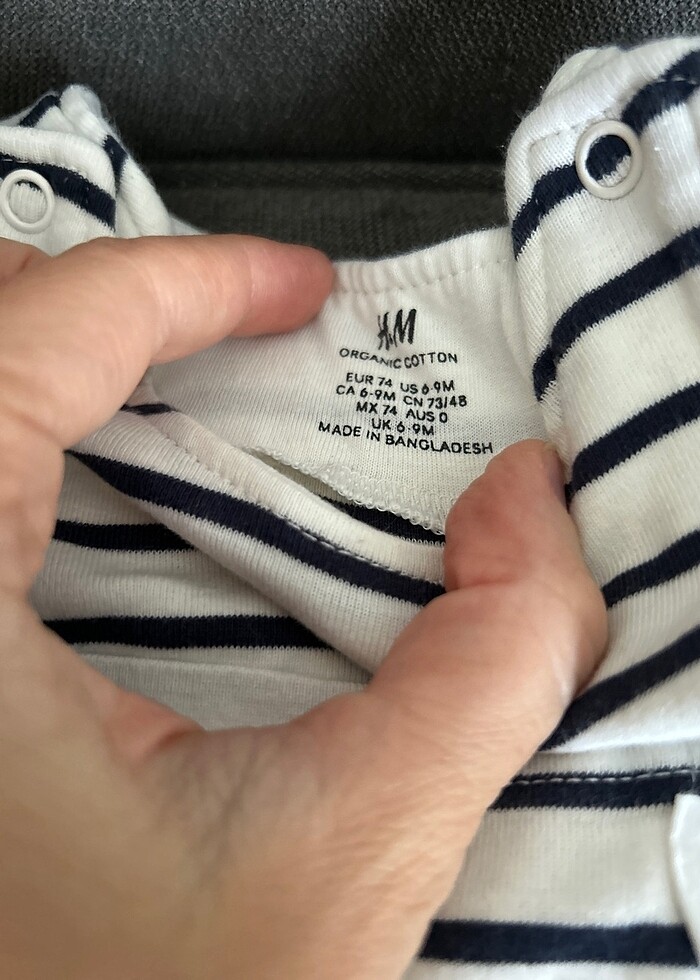 H&M
ORGANIC COTTON
EUR 74 US 6-9M
CA 6-9M CN 73/48
MX 74 AUS 0
UK 6-9M
MADE IN BANGLADESH